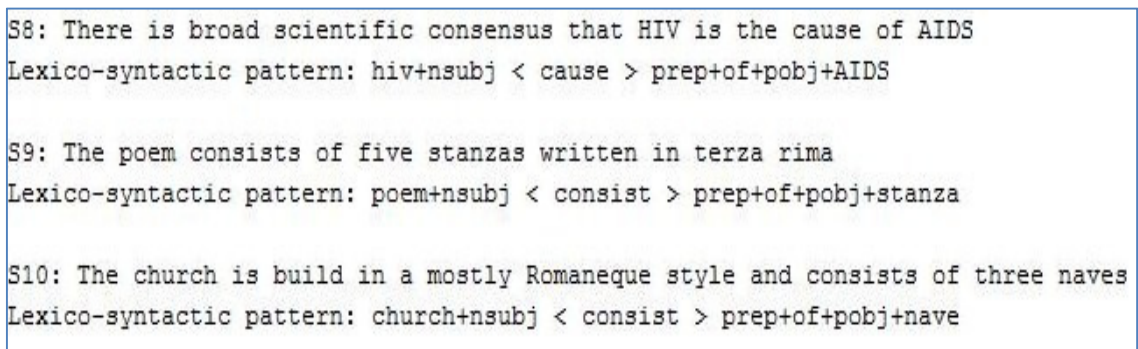 S8: There is broad scientific consensus that HIV is the cause of AIDS
Lexico-syntactic pattern: hiv+nsubj < cause > prep+of+pobj+AIDS
S9: The poem consists of five stanzas written in terza rima
Lexico-syntactic pattern: poem+nsubj < consist > prep+of+pobj+stanza
S10: The church is build in a mostly Romaneque style and consists of three naves
Lexico-syntactic pattern: church+nsubj < consist > prep+of+pobj+nave